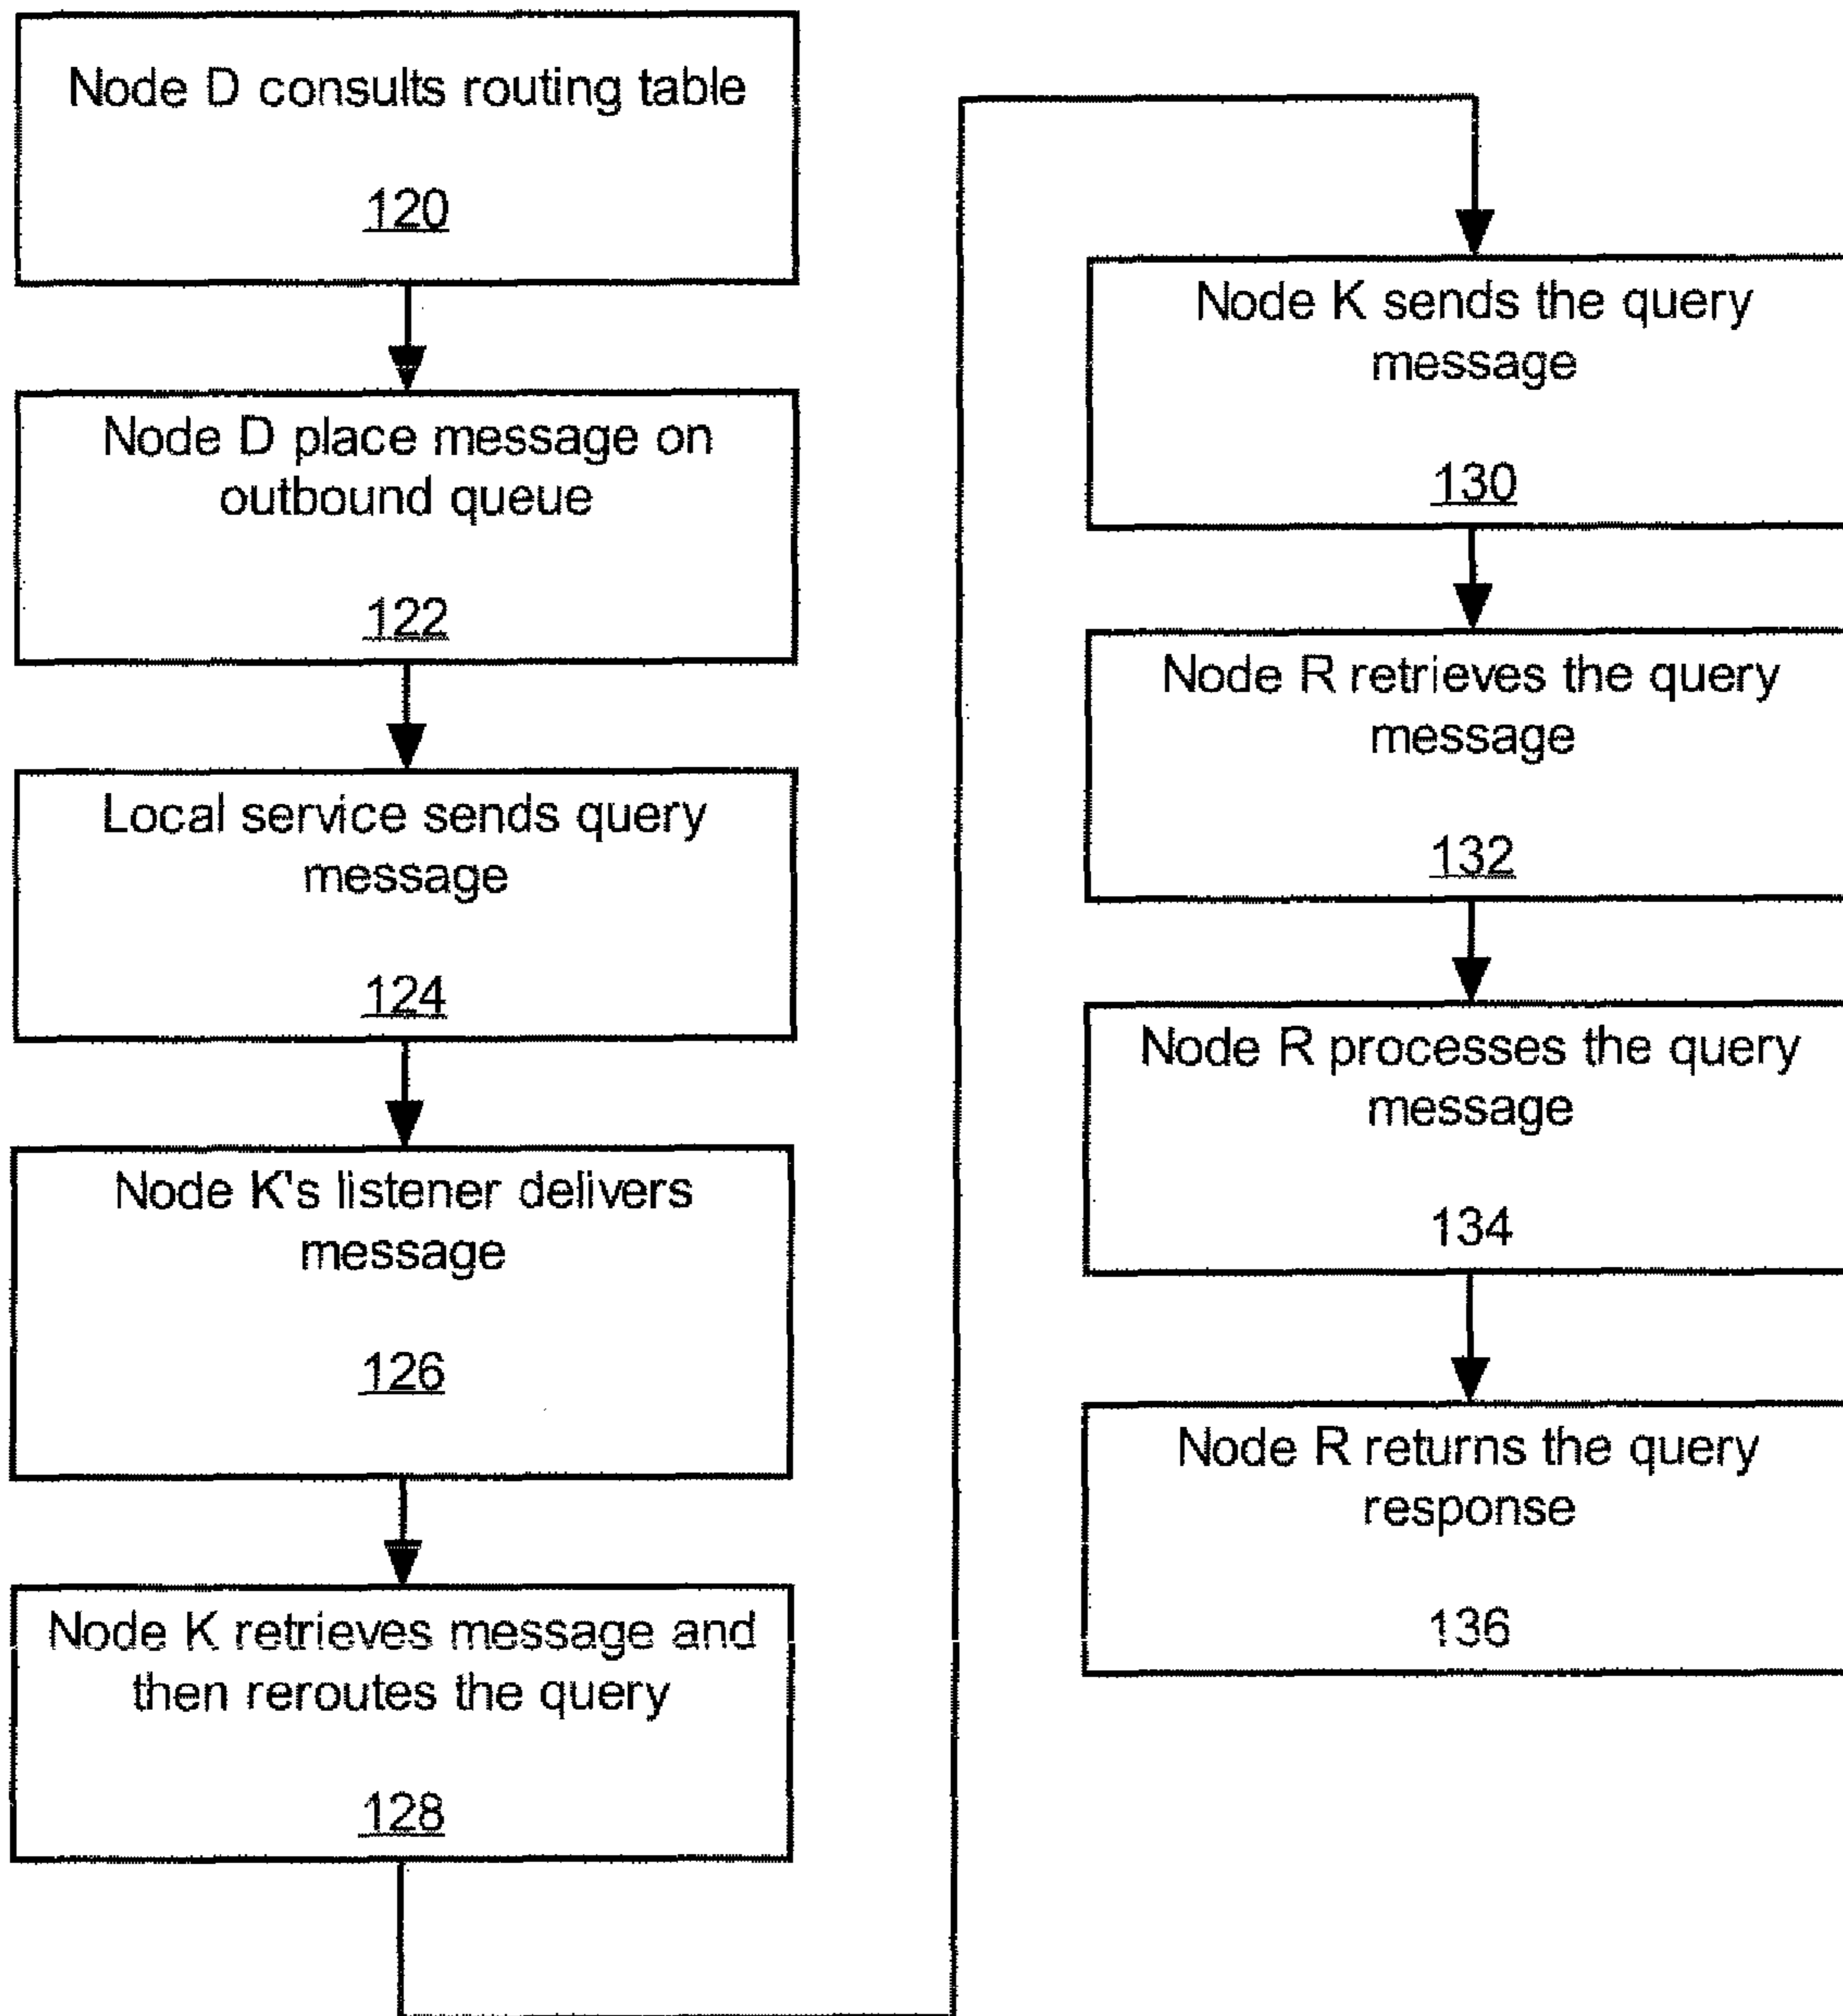 Node D consults routing table
120
Node D place message on
outbound queue
122
Local service sends query
message
124
Node K's listener delivers
message
126
Node K retrieves message and
then reroutes the query
128
Node K sends the query
message
130
Node R retrieves the query
message
132
Node R processes the query
message
134
Node R returns the query
response
136